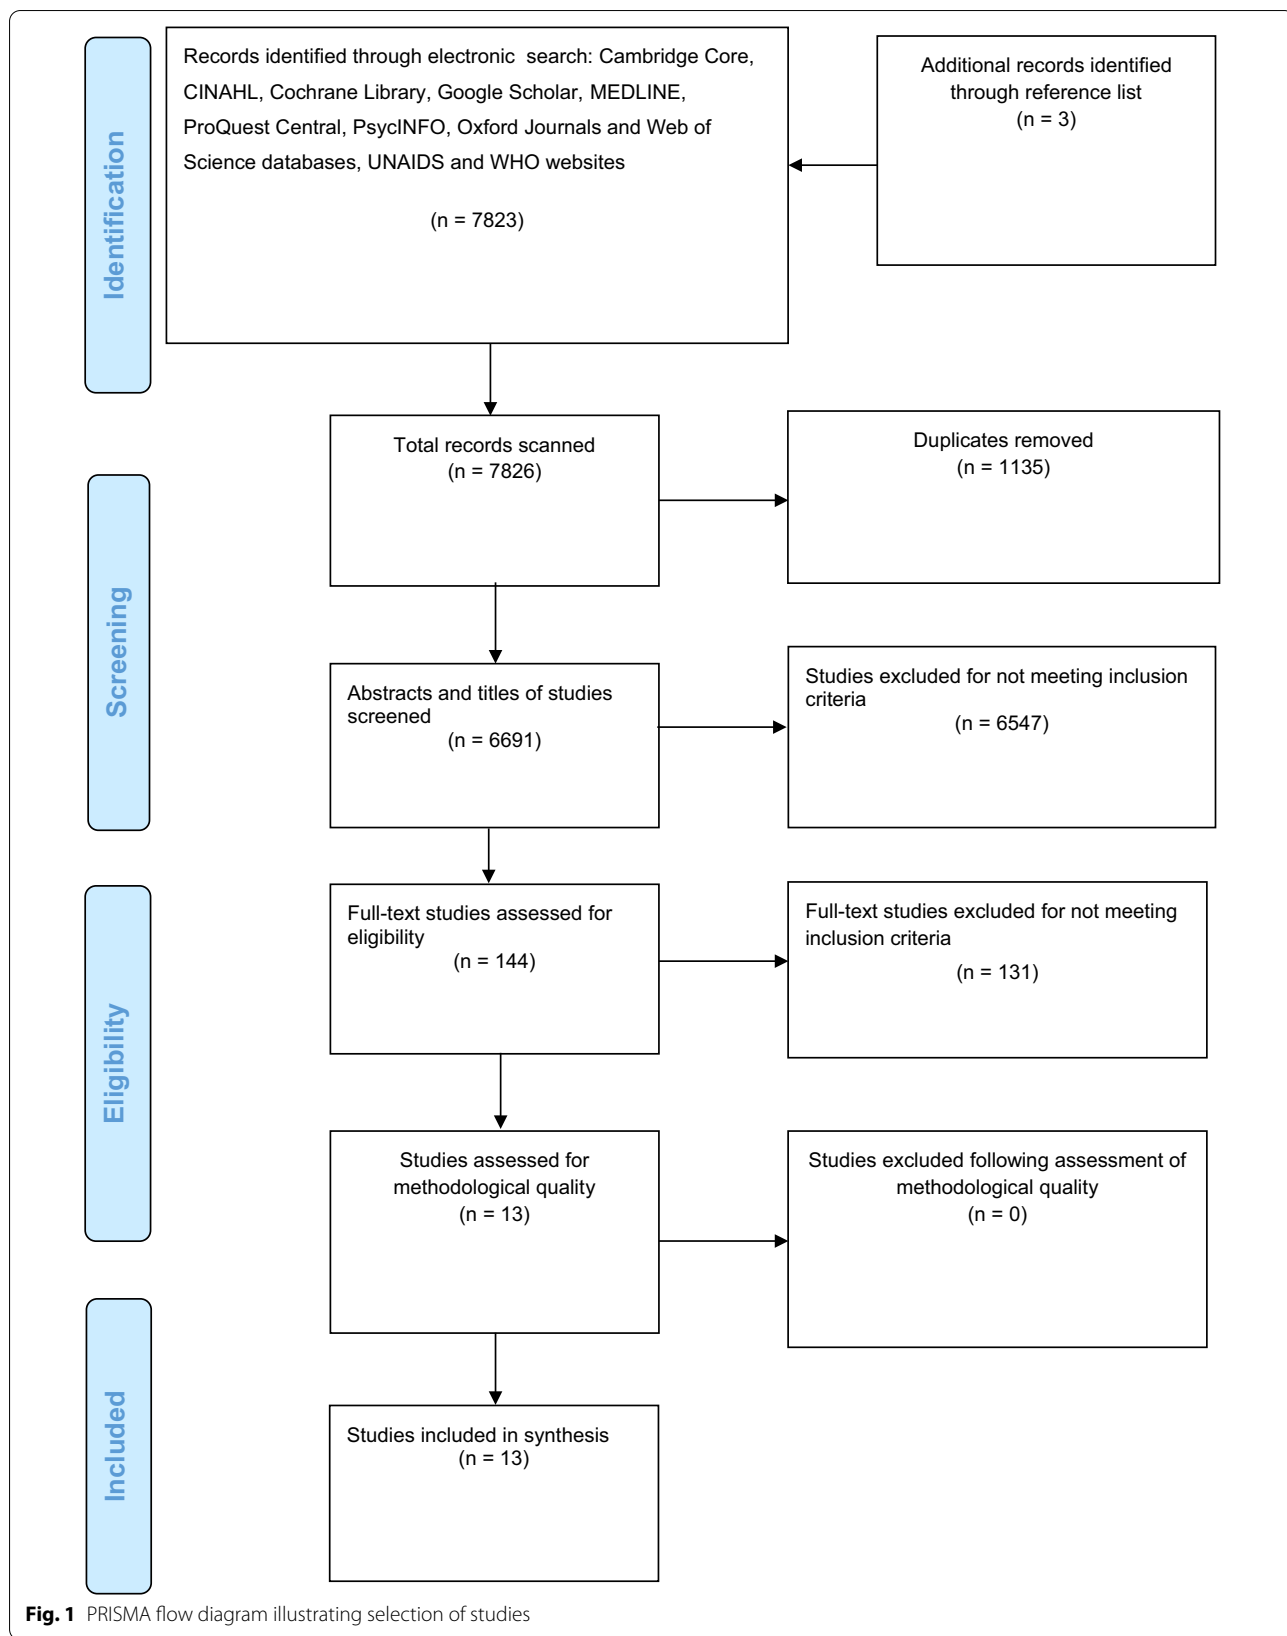 Identification
Records identified through electronic search: Cambridge Core,
CINAHL, Cochrane Library, Google Scholar, MEDLINE,
ProQuest Central, PsycINFO, Oxford Journals and Web of
Science databases, UNAIDS and WHO websites
(n = 7823)
Additional records identified
through reference list
(n = 3)
Screening
Total records scanned
(n = 7826)
Duplicates removed
(n = 1135)
Abstracts and titles of studies
screened
(n = 6691)
Studies excluded for not meeting inclusion
criteria
(n = 6547)
Eligibility
Full-text studies assessed for
eligibility
(n = 144)
Full-text studies excluded for not meeting
inclusion criteria
(n = 131)
Studies assessed for
methodological quality
(n = 13)
Studies excluded following assessment of
methodological quality
(n = 0)
Included
Studies included in synthesis
(n = 13)
Fig. 1 PRISMA flow diagram illustrating selection of studies